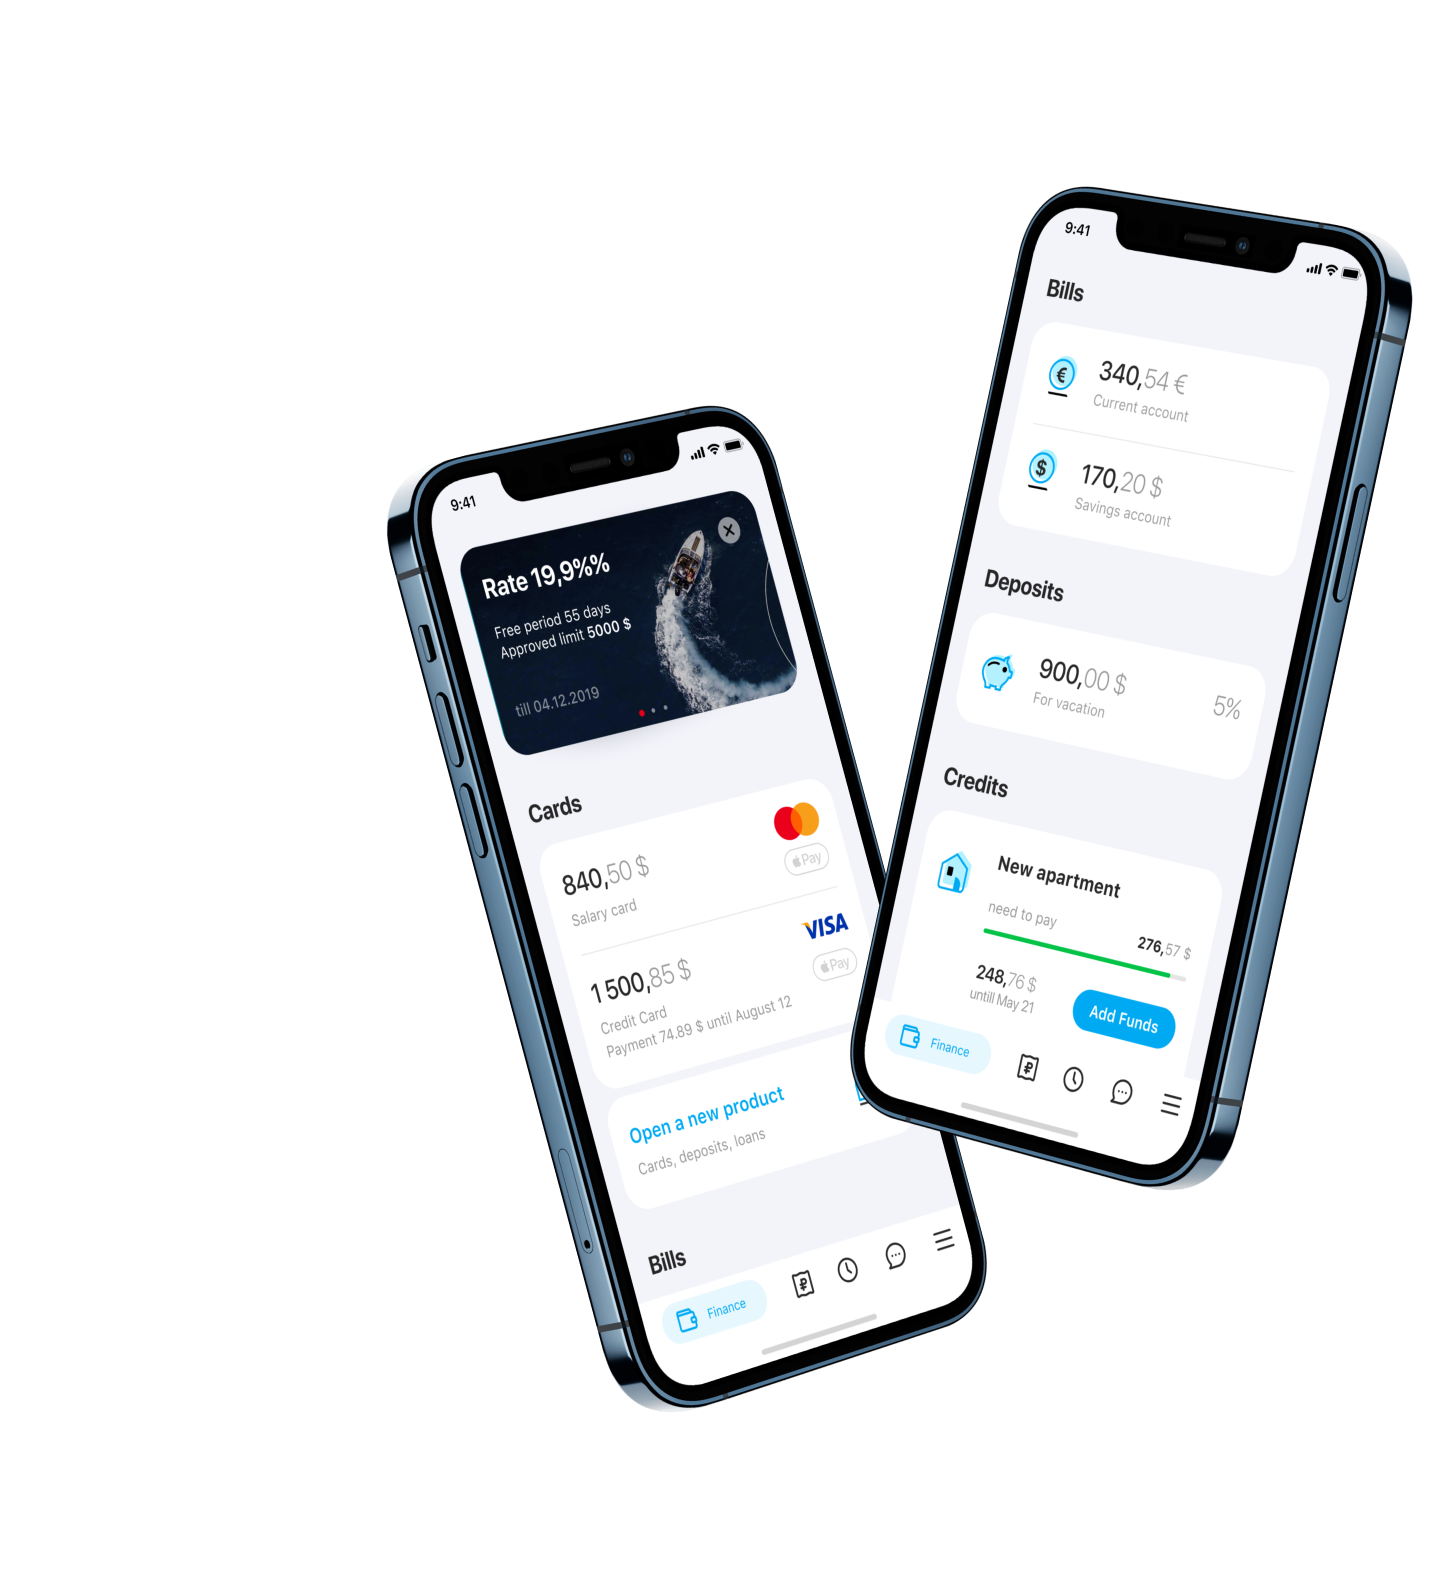 9:41
Rate 19,9%%
Free period 55 days
Approved limit 5000 $
till 04.12.2019
Cards
840,50 $
Pay
Salary card
VISA
1 500,85 $
Pay
Credit Card
Payment 74.89 $ until August 12
Open a new product
Cards, deposits, loans
Bills
Finance
9:41
Bills
€
340,54 €
Current account
$
170,20 $
Savings account
Deposits
900,00 $
5%
For vacation
Credits
New apartment
need to pay
276,57 $
248,76 $
untill May 21
Add Funds
Finance
₽
₽